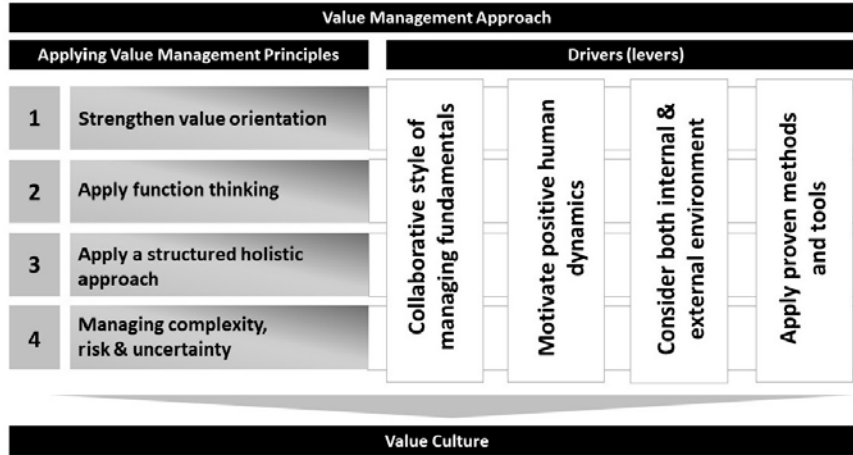 Value Management Approach
Applying Value Management Principles
Drivers (levers)
1
Strengthen value orientation
2
Apply function thinking
3
Apply a structured holistic
approach
4
Managing complexity,
risk & uncertainty
Collaborative style of
managing fundamentals
Motivate positive human
dynamics
Consider both internal &
external environment
Apply proven methods
and tools
Value Culture